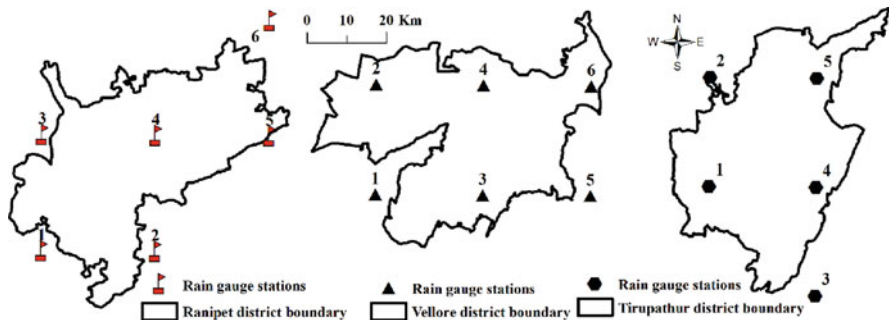 0 10 20 Km
N
W E
S
6
3
4
5
1
2
Rain gauge stations
Ranipet district boundary
2
4
6
1
3
5
Rain gauge stations
Vellore district boundary
2
5
1
4
3
Rain gauge stations
Tirupathur district boundary